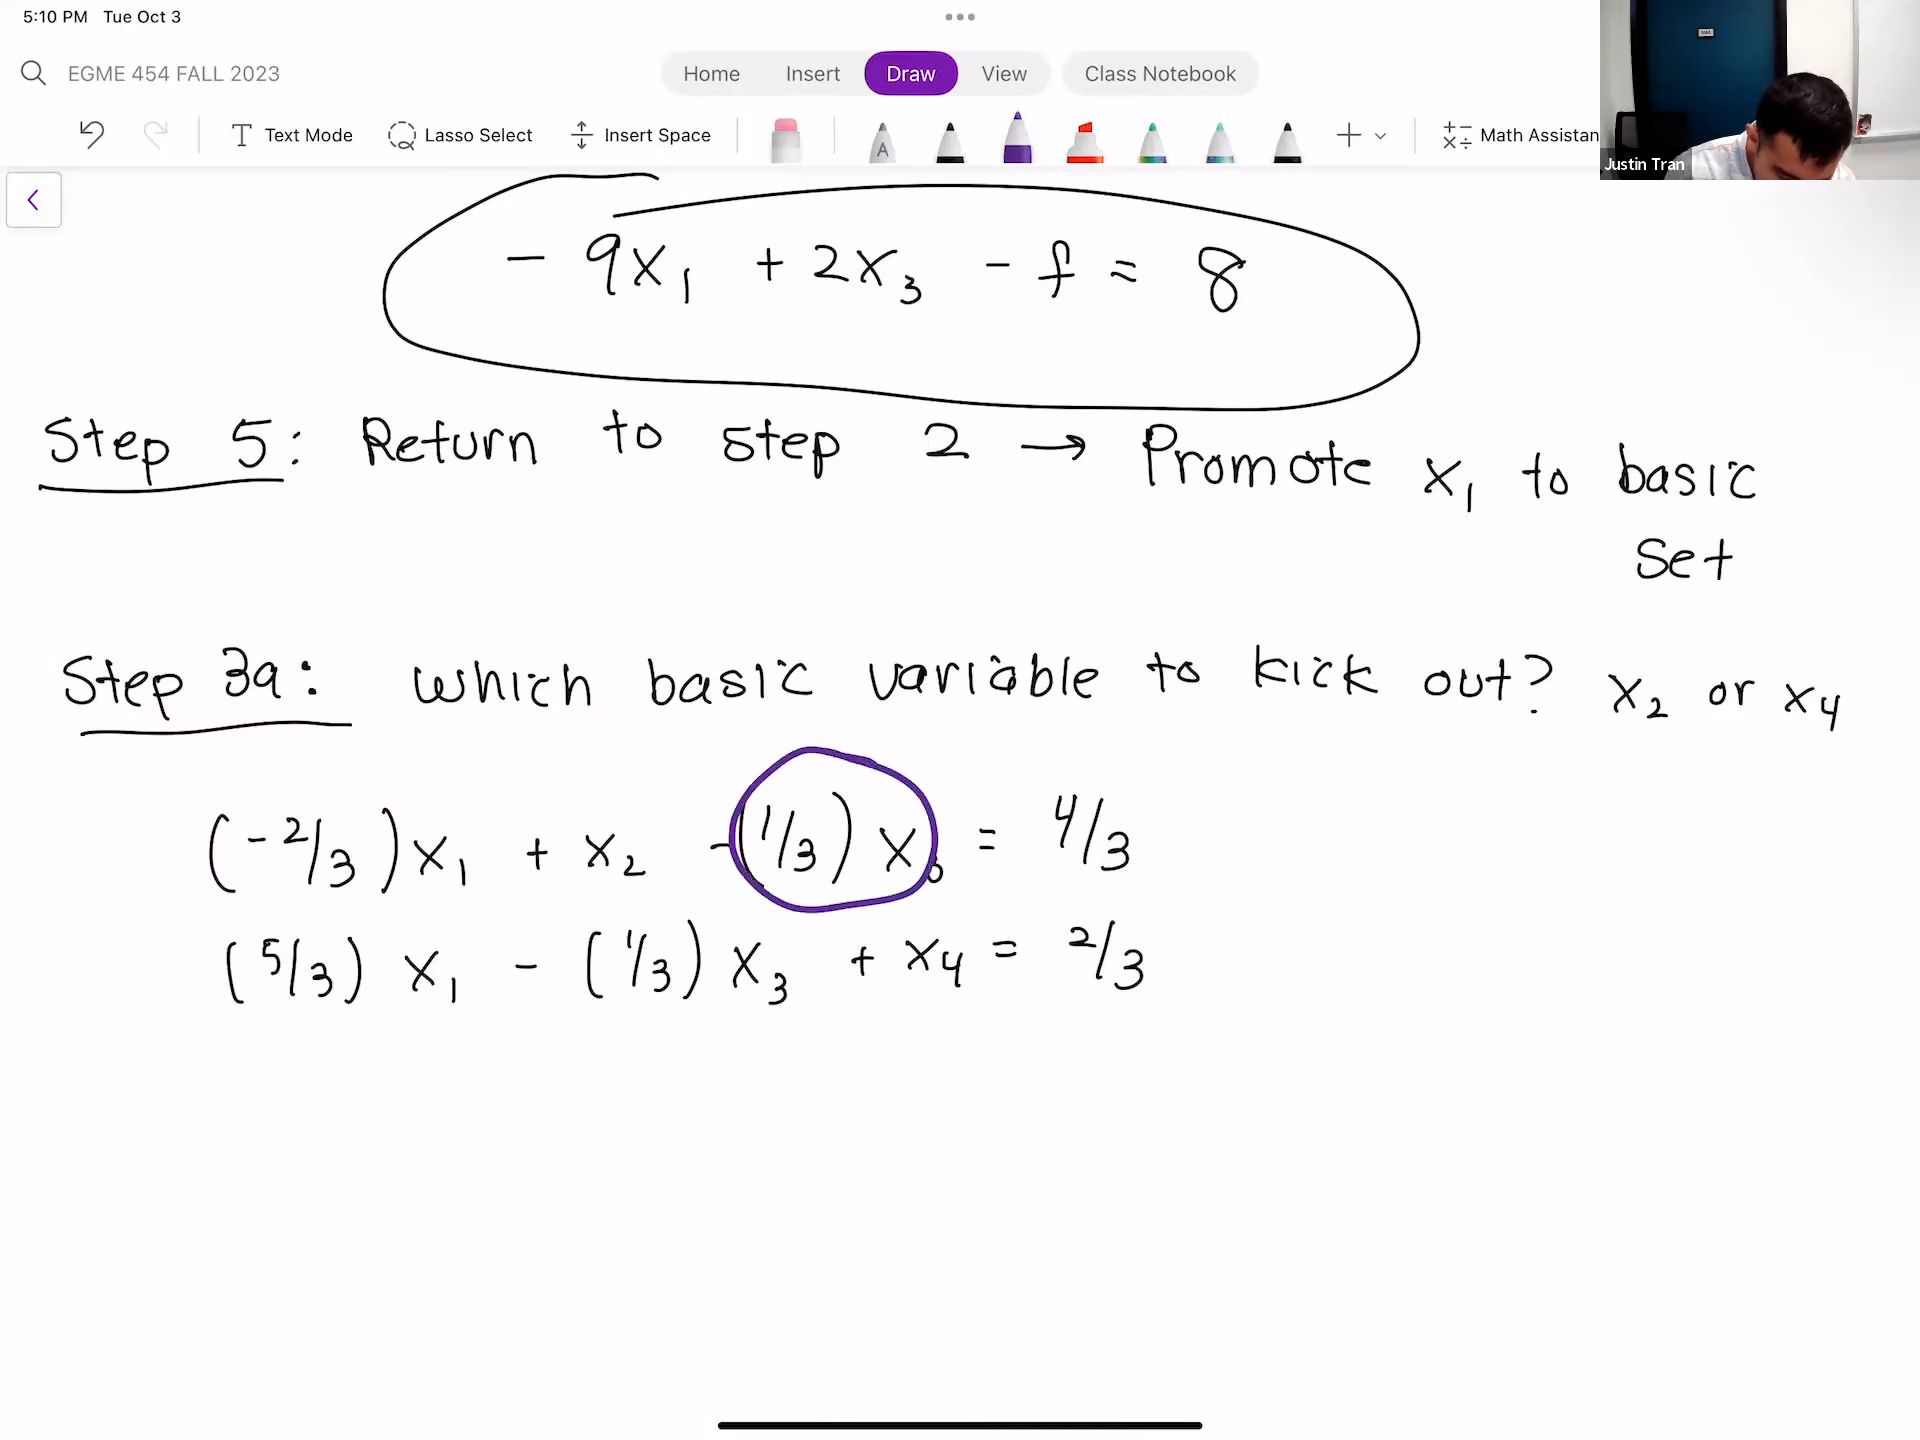 5:10 PM Tue Oct 3
EGME 454 FALL 2023
Home Insert Draw View Class Notebook
Text Mode Lasso Select Insert Space A Math Assistan
Justin Tran
- 9x₁ + 2x₃ - f = 8
Step 5: Return to step 2 → Promote x₁ to basic
set
Step 3a: Which basic variable to kick out? x₂ or x₄
(-2/3)x₁ + x₂ -(1/3) x₃ = 4/3
(5/3) x₁ - (1/3) x₃ + x₄ = 2/3